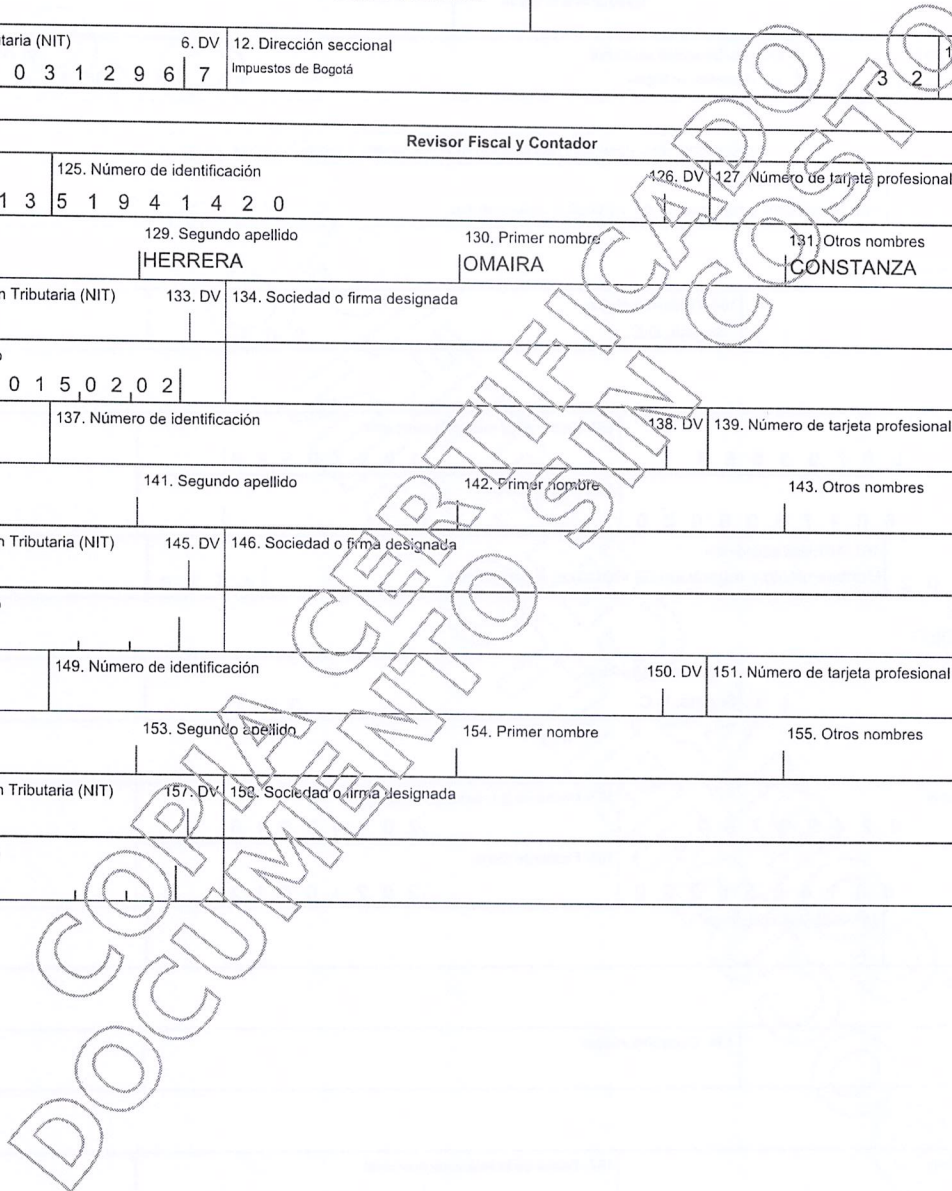 taria (NIT) 6. DV 12. Dirección seccional
0 3 1 2 9 6 7 Impuestos de Bogotá 3 2
Revisor Fiscal y Contador
125. Número de identificación 126. DV 127. Número de tarjeta profesional
1 3 5 1 9 4 1 4 2 0
129. Segundo apellido 130. Primer nombre 131. Otros nombres
HERRERA OMAIRA CONSTANZA
n Tributaria (NIT) 133. DV 134. Sociedad o firma designada
0 1 5 0 2 0 2
137. Número de identificación 138. DV 139. Número de tarjeta profesional
141. Segundo apellido 142. Primer nombre 143. Otros nombres
n Tributaria (NIT) 145. DV 146. Sociedad o firma designada
149. Número de identificación 150. DV 151. Número de tarjeta profesional
153. Segundo apellido 154. Primer nombre 155. Otros nombres
n Tributaria (NIT) 157. DV 158. Sociedad o firma designada
COPIA CERTIFICADO
DOCUMENTO SIN COSTO